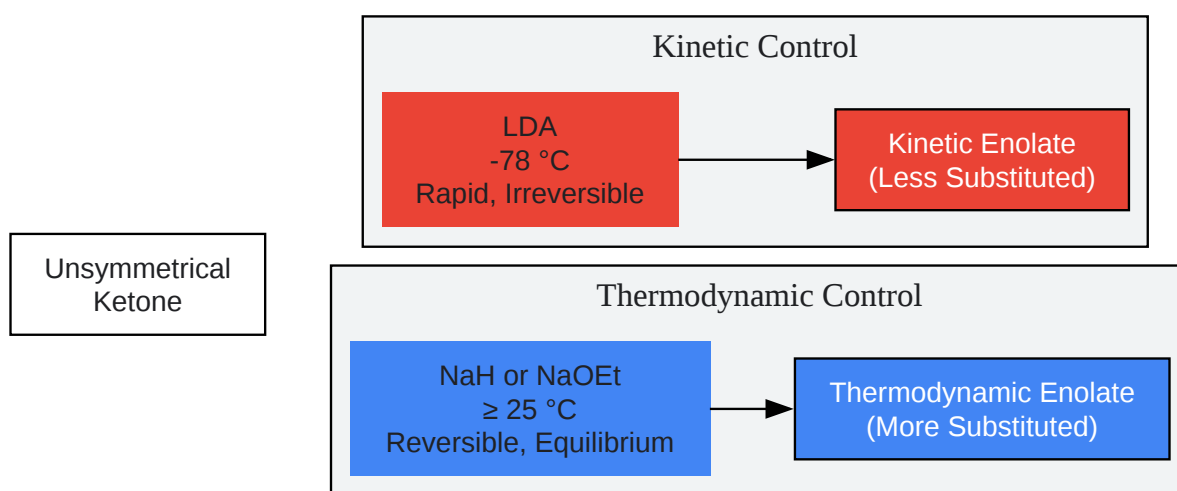 Unsymmetrical
Ketone
Kinetic Control
LDA
-78 °C
Rapid, Irreversible
Kinetic Enolate
(Less Substituted)
Thermodynamic Control
NaH or NaOEt
≥ 25 °C
Reversible, Equilibrium
Thermodynamic Enolate
(More Substituted)